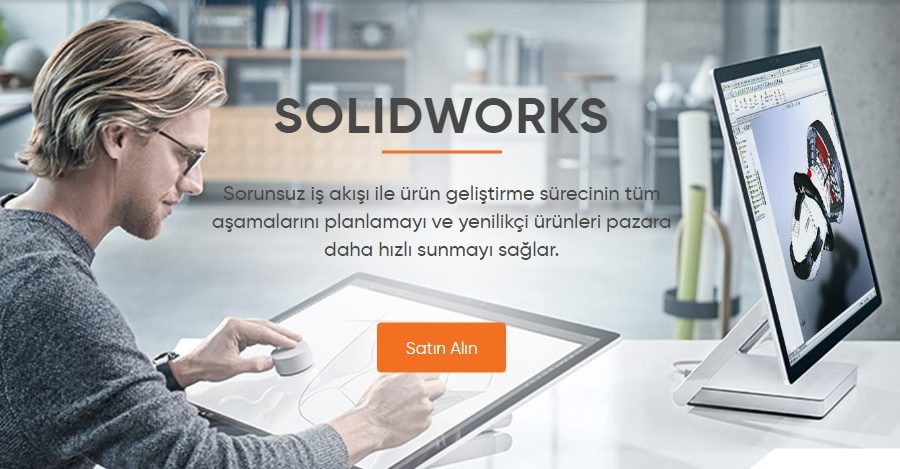 SOLIDWORKS
Sorunsuz iş akışı ile ürün geliştirme sürecinin tüm
aşamalarını planlamayı ve yenilikçi ürünleri pazara
daha hızlı sunmayı sağlar.
Satın Alın